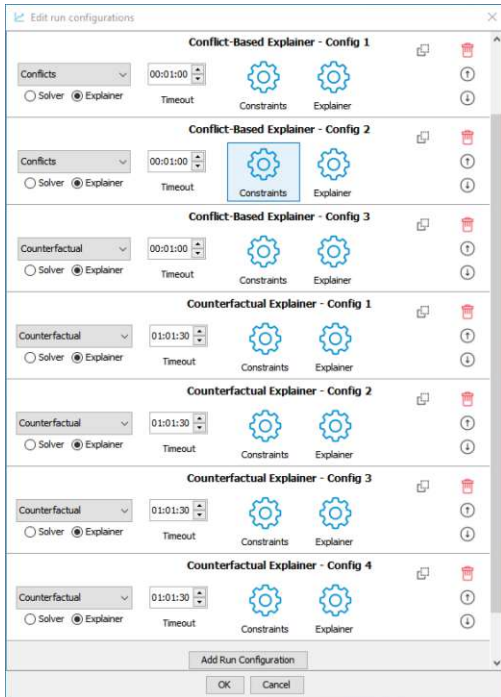 Edit run configurations
Conflict-Based Explainer - Config 1
Conflicts
00:01:00
Solver Explainer
Timeout
Constraints
Explainer
Conflict-Based Explainer - Config 2
Conflicts
00:01:00
Solver Explainer
Timeout
Constraints
Explainer
Conflict-Based Explainer - Config 3
Counterfactual
00:01:00
Solver Explainer
Timeout
Constraints
Explainer
Counterfactual Explainer - Config 1
Counterfactual
01:01:30
Solver Explainer
Timeout
Constraints
Explainer
Counterfactual Explainer - Config 2
Counterfactual
01:01:30
Solver Explainer
Timeout
Constraints
Explainer
Counterfactual Explainer - Config 3
Counterfactual
01:01:30
Solver Explainer
Timeout
Constraints
Explainer
Counterfactual Explainer - Config 4
Counterfactual
01:01:30
Solver Explainer
Timeout
Constraints
Explainer
Add Run Configuration
OK Cancel